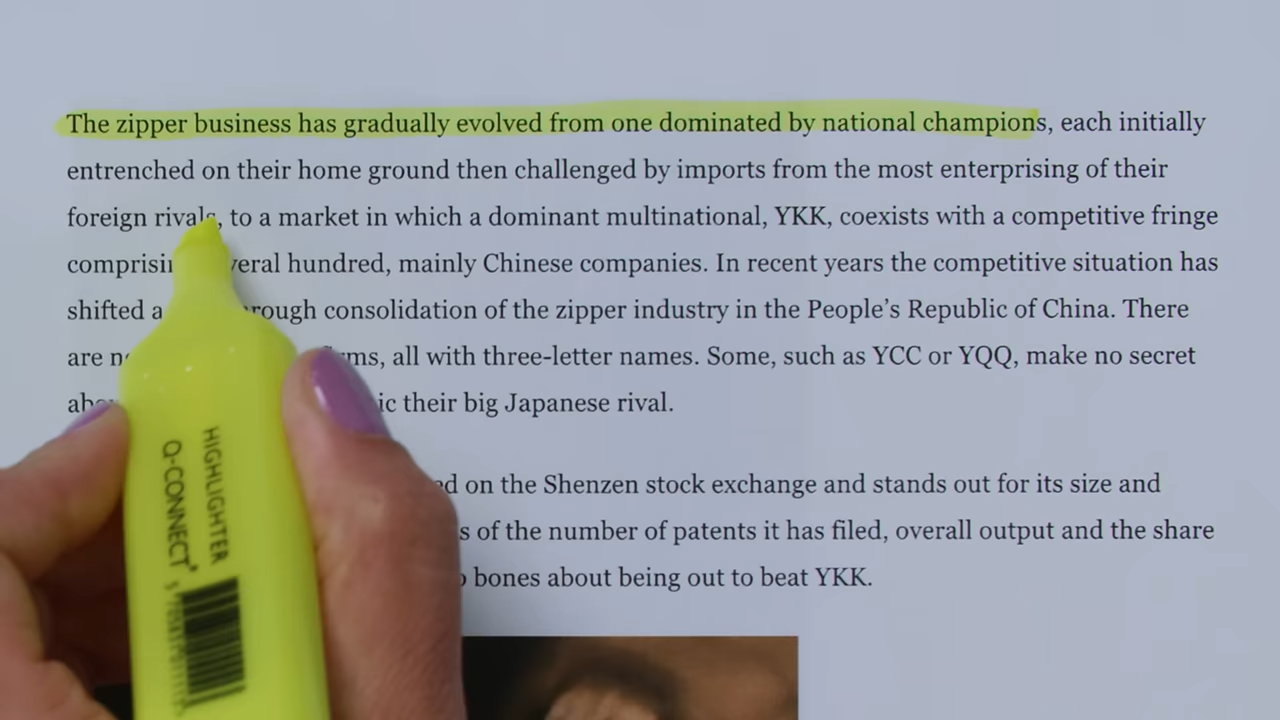 The zipper business has gradually evolved from one dominated by national champions, each initially
entrenched on their home ground then challenged by imports from the most enterprising of their
foreign rivals, to a market in which a dominant multinational, YKK, coexists with a competitive fringe
hundred, mainly Chinese companies. In recent years the competitive situation has
shifted consolidation of the zipper industry in the People's Republic of China. There
are all with three-letter names. Some, such as YCC or YQQ, make no secret
their big Japanese rival.
on the Shenzen stock exchange and stands out for its size and
of the number of patents it has filed, overall output and the share
bones about being out to beat YKK.
HIGHLIGHTER
Q-CONNECT